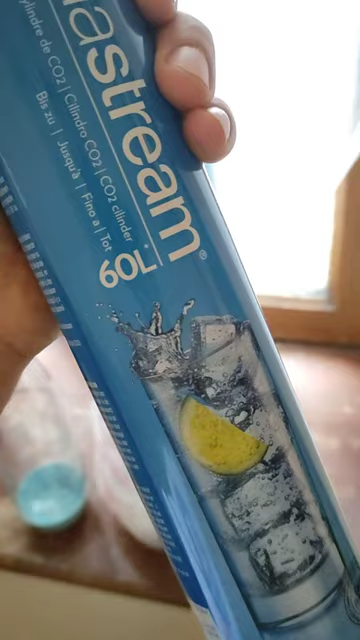 astream®
ylindre de CO2 | Cilindro CO2 | CO2 cilinder
Bis zu | Jusqu'à | Fino a | Tot
60L*